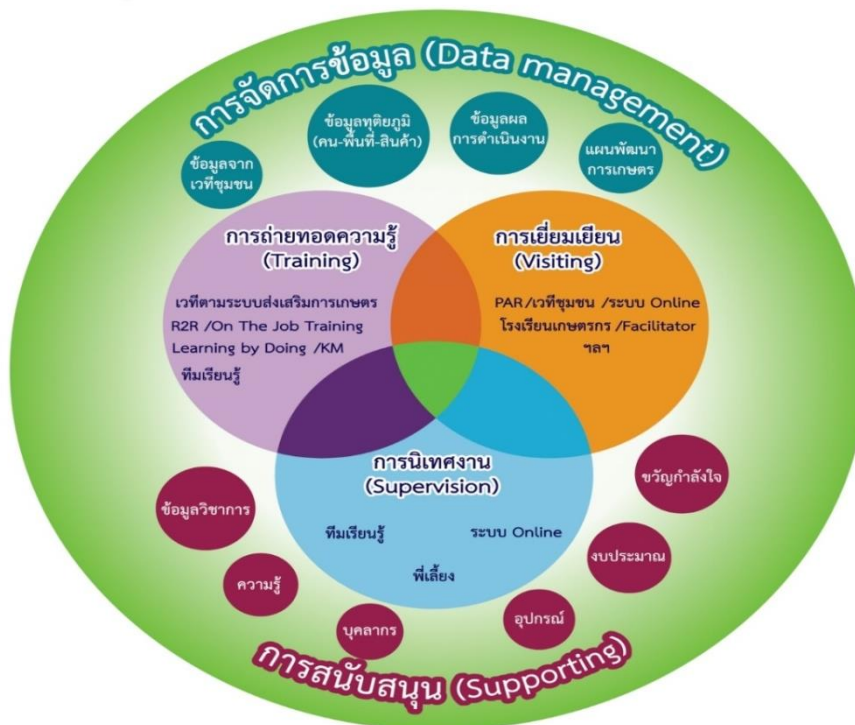 การจัดการข้อมูล (Data management)
ข้อมูลจาก
เวทีชุมชน
ข้อมูลทุติยภูมิ
(คน-พื้นที่-สินค้า)
ข้อมูลผล
การดำเนินงาน
แผนพัฒนา
การเกษตร
การถ่ายทอดความรู้
(Training)
เวทีตามระบบส่งเสริมการเกษตร
R2R /On The Job Training
Learning by Doing /KM
ทีมเรียนรู้
การเยี่ยมเยียน
(Visiting)
PAR/เวทีชุมชน /ระบบ Online
โรงเรียนเกษตรกร /Facilitator
ฯลฯ
การนิเทศงาน
(Supervision)
ทีมเรียนรู้
ระบบ Online
พี่เลี้ยง
ข้อมูลวิชาการ
ความรู้
บุคลากร
อุปกรณ์
งบประมาณ
ขวัญกำลังใจ
การสนับสนุน (Supporting)